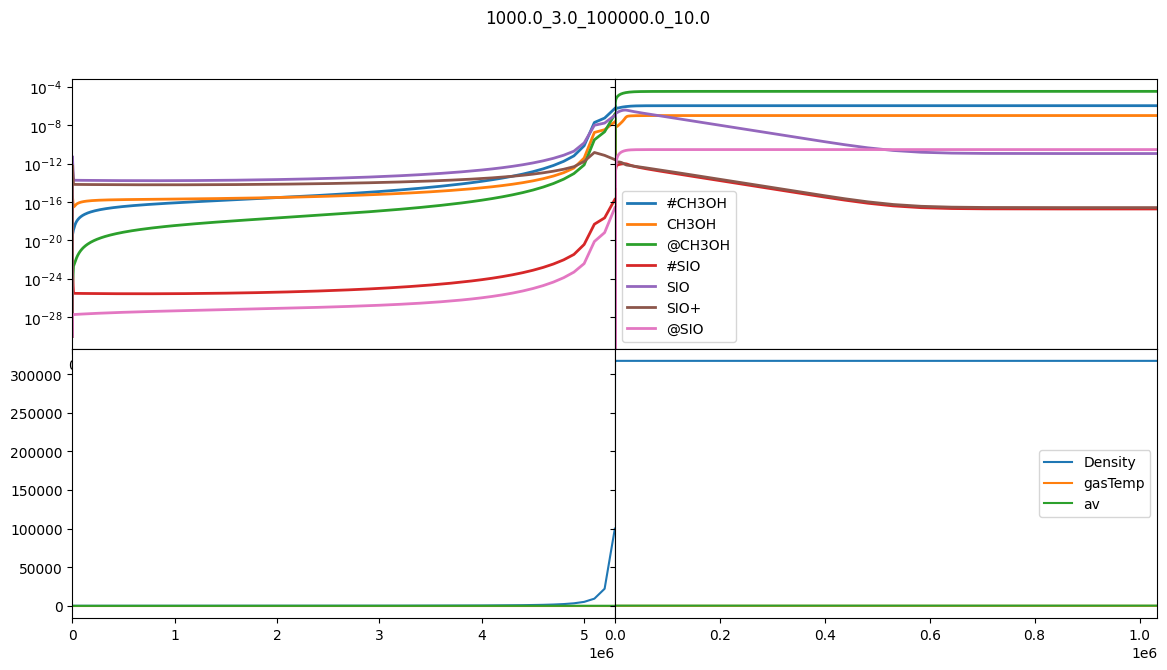 1000.0_3.0_100000.0_10.0
10⁻⁴
10⁻⁸
10⁻¹²
10⁻¹⁶
10⁻²⁰
10⁻²⁴
10⁻²⁸
#CH3OH
CH3OH
@CH3OH
#SIO
SIO
SIO+
@SIO
300000
250000
200000
150000
100000
50000
0
Density
gasTemp
av
0 1 2 3 4 5 0.0 0.2 0.4 0.6 0.8 1.0
1e6 1e6